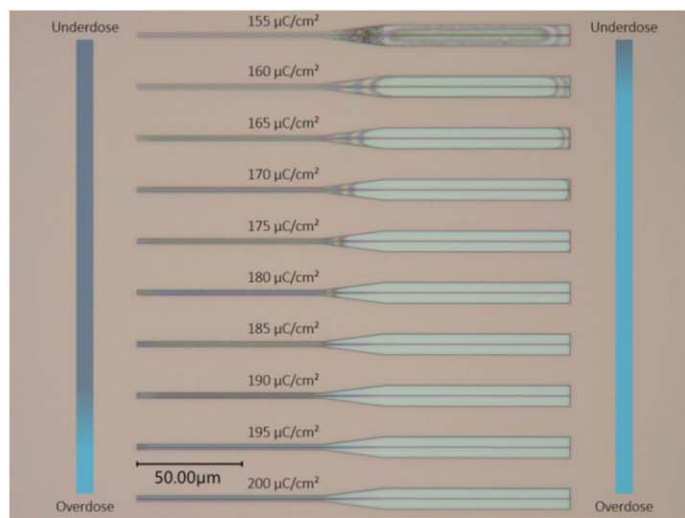 Underdose
155 µC/cm²
Underdose
160 µC/cm²
165 µC/cm²
170 µC/cm²
175 µC/cm²
180 µC/cm²
185 µC/cm²
190 µC/cm²
195 µC/cm²
50.00µm
Overdose
200 µC/cm²
Overdose